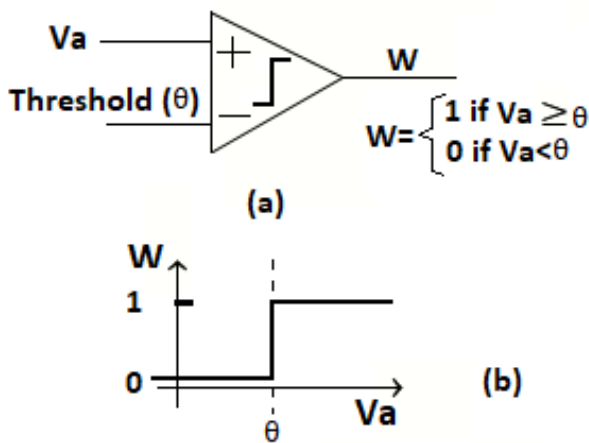 Va
+
W
Threshold (θ)
−
W= { 1 if Va ≥ θ
0 if Va<θ
(a)
W
1
0
Va
θ
(b)